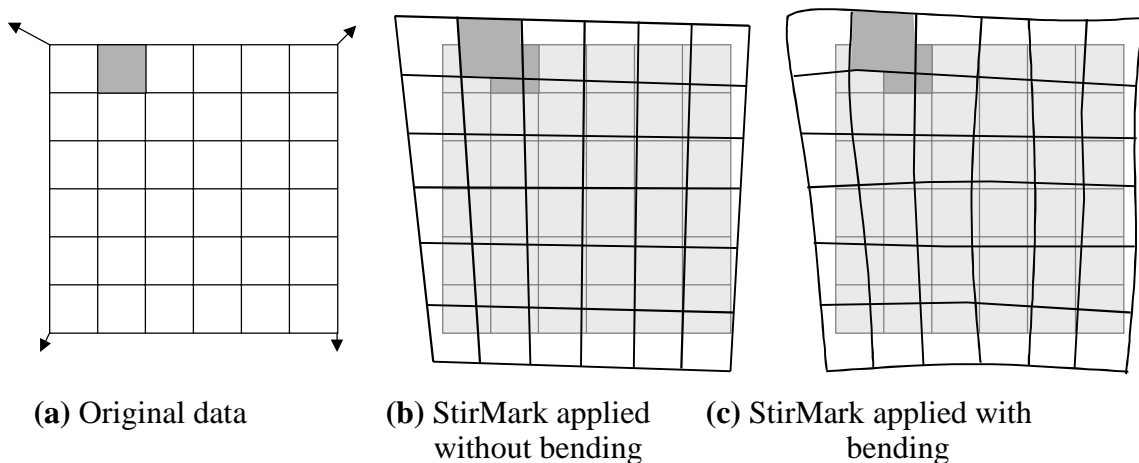 (a) Original data
(b) StirMark applied
without bending
(c) StirMark applied with
bending